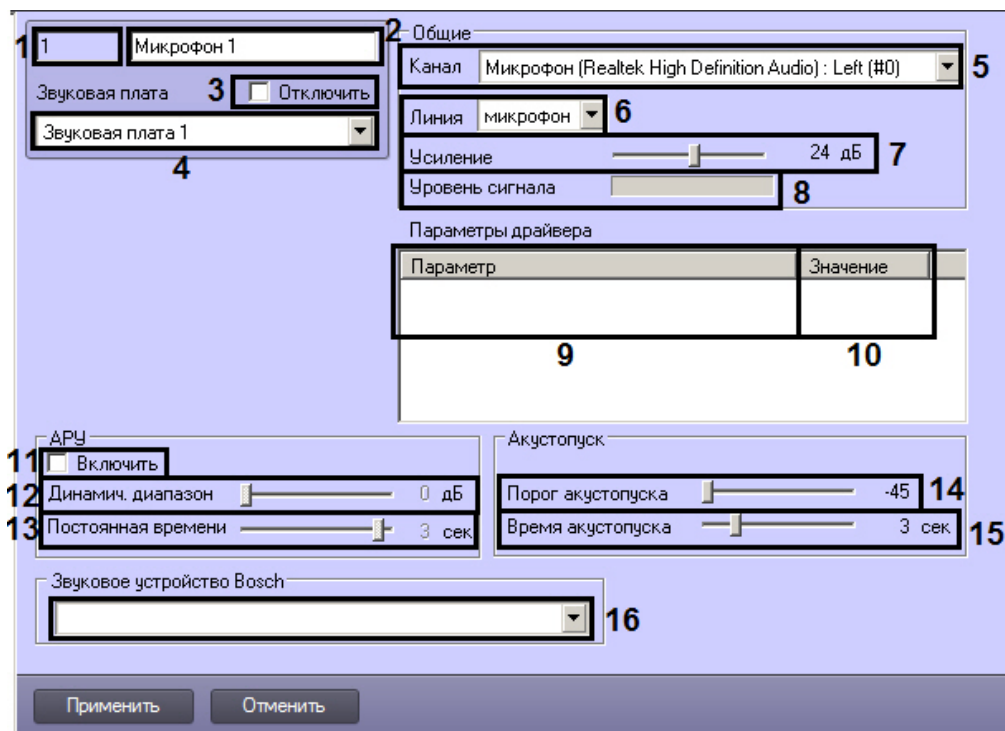 1 1 Микрофон 1 2
Звуковая плата 3 Отключить
Звуковая плата 1
4
Общие
Канал Микрофон (Realtek High Definition Audio) : Left (#0) 5
Линия микрофон 6
Усиление 24 дБ 7
Уровень сигнала 8
Параметры драйвера
Параметр Значение
9 10
АРУ
11 Включить
12 Динамич. диапазон 0 дБ
13 Постоянная времени 3 сек
Акустопуск
Порог акустопуска -45 14
Время акустопуска 3 сек 15
Звуковое устройство Bosch
16
Применить Отменить